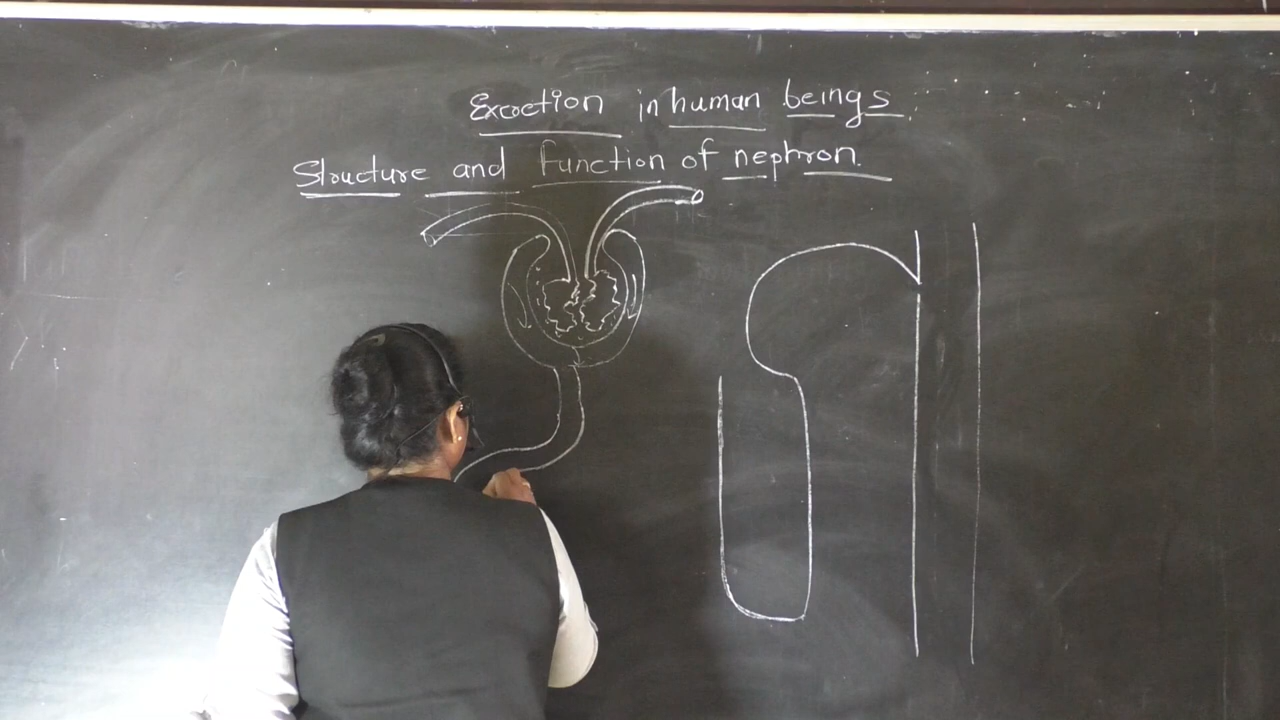 Excretion in human beings.
Structure and function of nephron.